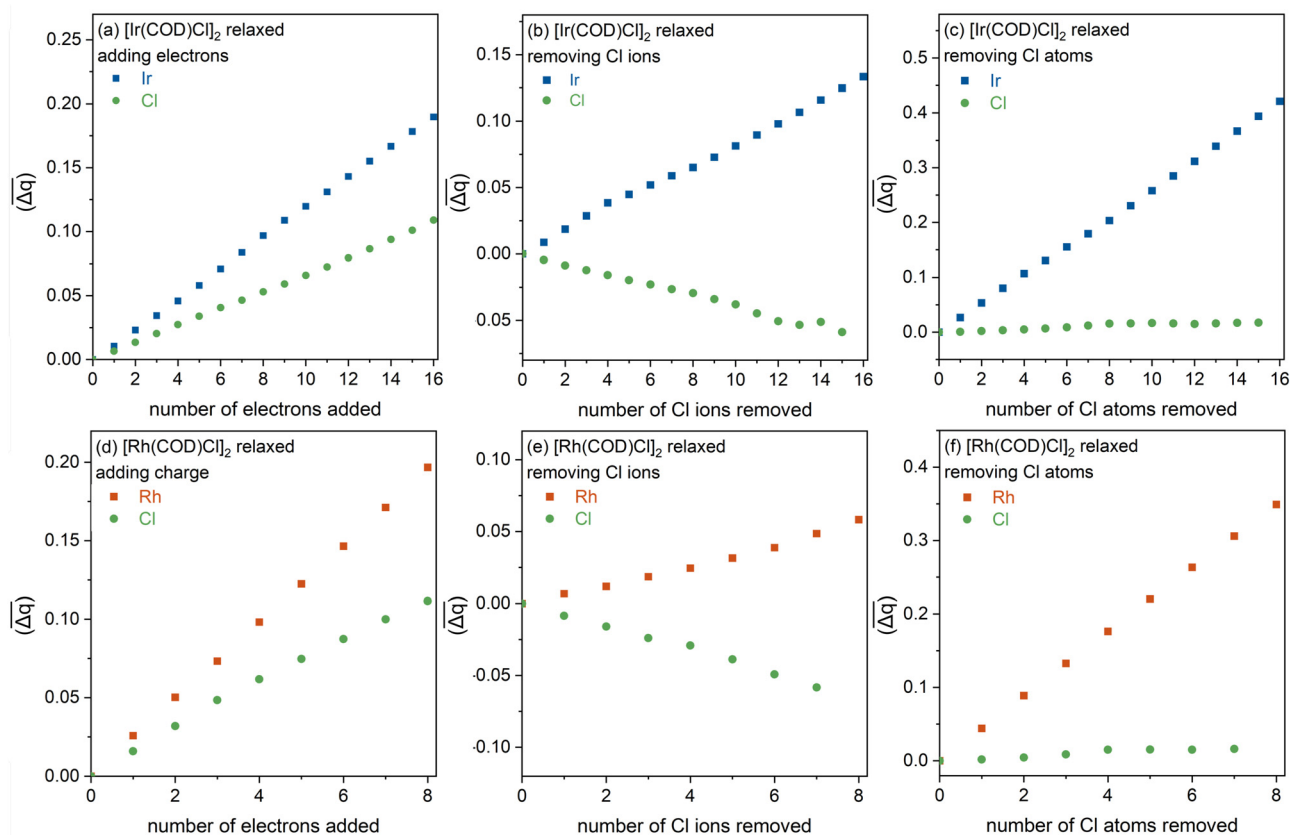 (a) [Ir(COD)Cl]2 relaxed
adding electrons
Ir
Cl
0.25
0.20
0.15
0.10
0.05
0.00
(Δq)
0 2 4 6 8 10 12 14 16
number of electrons added
(b) [Ir(COD)Cl]2 relaxed
removing Cl ions
Ir
Cl
0.15
0.10
0.05
0.00
0.05
(Δq)
0 2 4 6 8 10 12 14 16
number of Cl ions removed
(c) [Ir(COD)Cl]2 relaxed
removing Cl atoms
Ir
Cl
0.5
0.4
0.3
0.2
0.1
0.0
(Δq)
0 2 4 6 8 10 12 14 16
number of Cl atoms removed
(d) [Rh(COD)Cl]2 relaxed
adding charge
Rh
Cl
0.20
0.15
0.10
0.05
0.00
(Δq)
0 2 4 6 8
number of electrons added
(e) [Rh(COD)Cl]2 relaxed
removing Cl ions
Rh
Cl
0.10
0.05
0.00
-0.05
-0.10
(Δq)
0 2 4 6 8
number of Cl ions removed
(f) [Rh(COD)Cl]2 relaxed
removing Cl atoms
Rh
Cl
0.4
0.3
0.2
0.1
0.0
(Δq)
0 2 4 6 8
number of Cl atoms removed